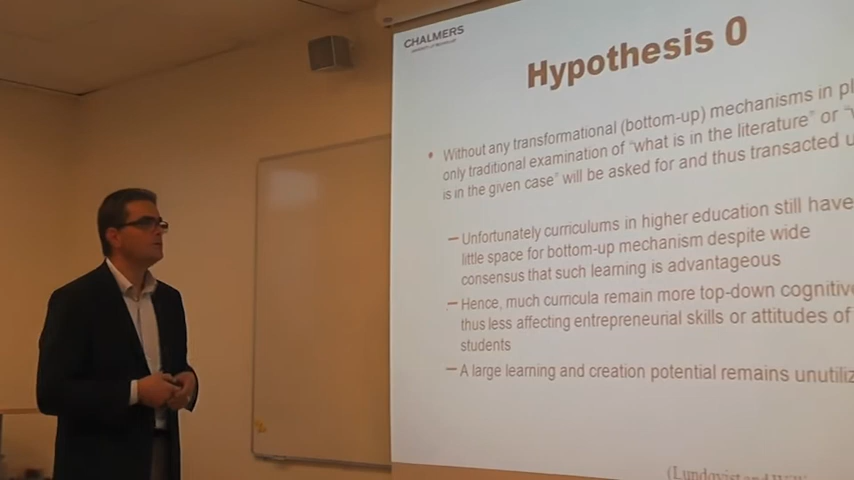 CHALMERS
Hypothesis 0
• Without any transformational (bottom-up) mechanisms in
only traditional examination of "what is in the literature" or
is in the given case" will be asked for and thus transacted
– Unfortunately curriculums in higher education still have
little space for bottom-up mechanism despite wide
consensus that such learning is advantageous
– Hence, much curricula remain more top-down, cognitive
thus less affecting entrepreneurial skills or attitudes of
students
– A large learning and creation potential remains
(Lundqvist and